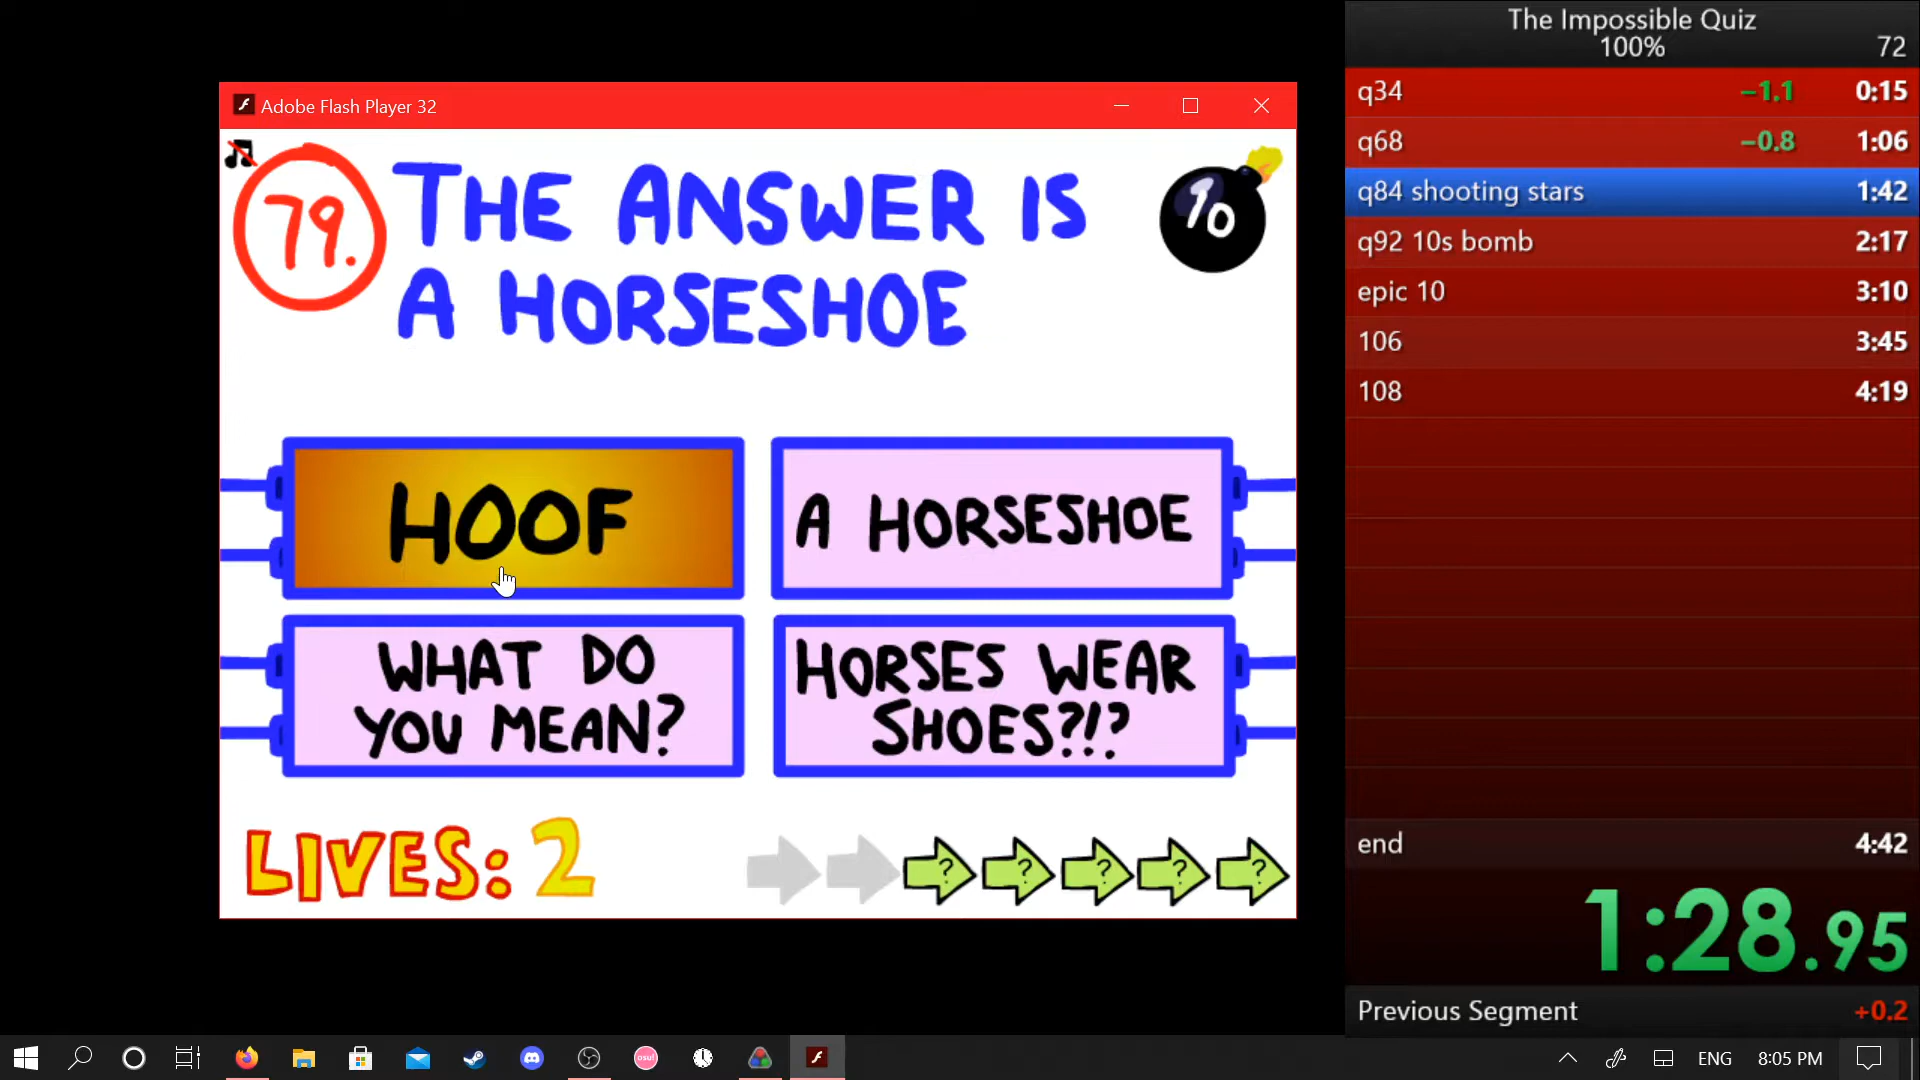 Adobe Flash Player 32
79.
THE ANSWER IS
A HORSESHOE
10
HOOF
A HORSESHOE
WHAT DO
YOU MEAN?
HORSES WEAR
SHOES?!?
LIVES: 2
? ? ? ? ?
The Impossible Quiz
100%
72
q34 −1.1 0:15
q68 −0.8 1:06
q84 shooting stars 1:42
q92 10s bomb 2:17
epic 10 3:10
106 3:45
108 4:19
end 4:42
1:28.95
Previous Segment +0.2
osu!
ENG
8:05 PM